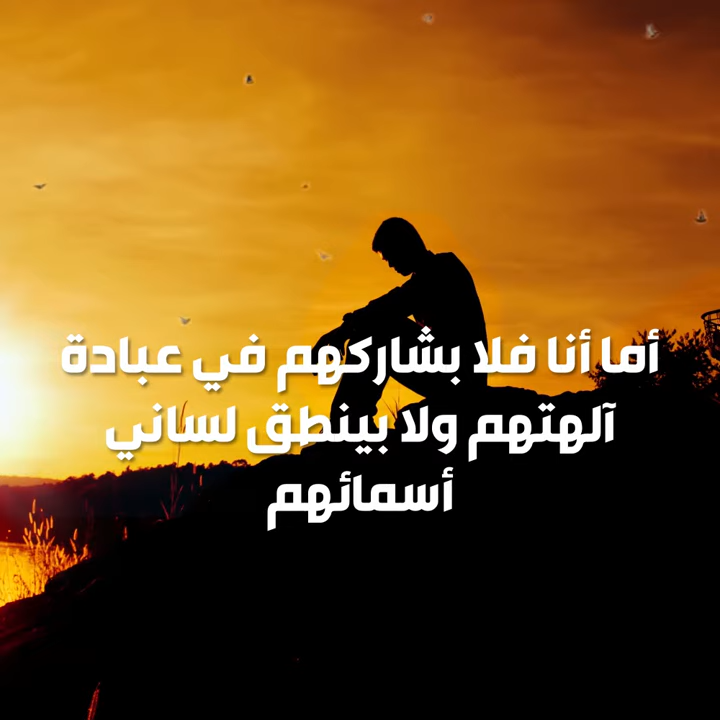 أما أنا فلا بشاركهم في عبادة
آلهتهم ولا بينطق لساني
أسمائهم